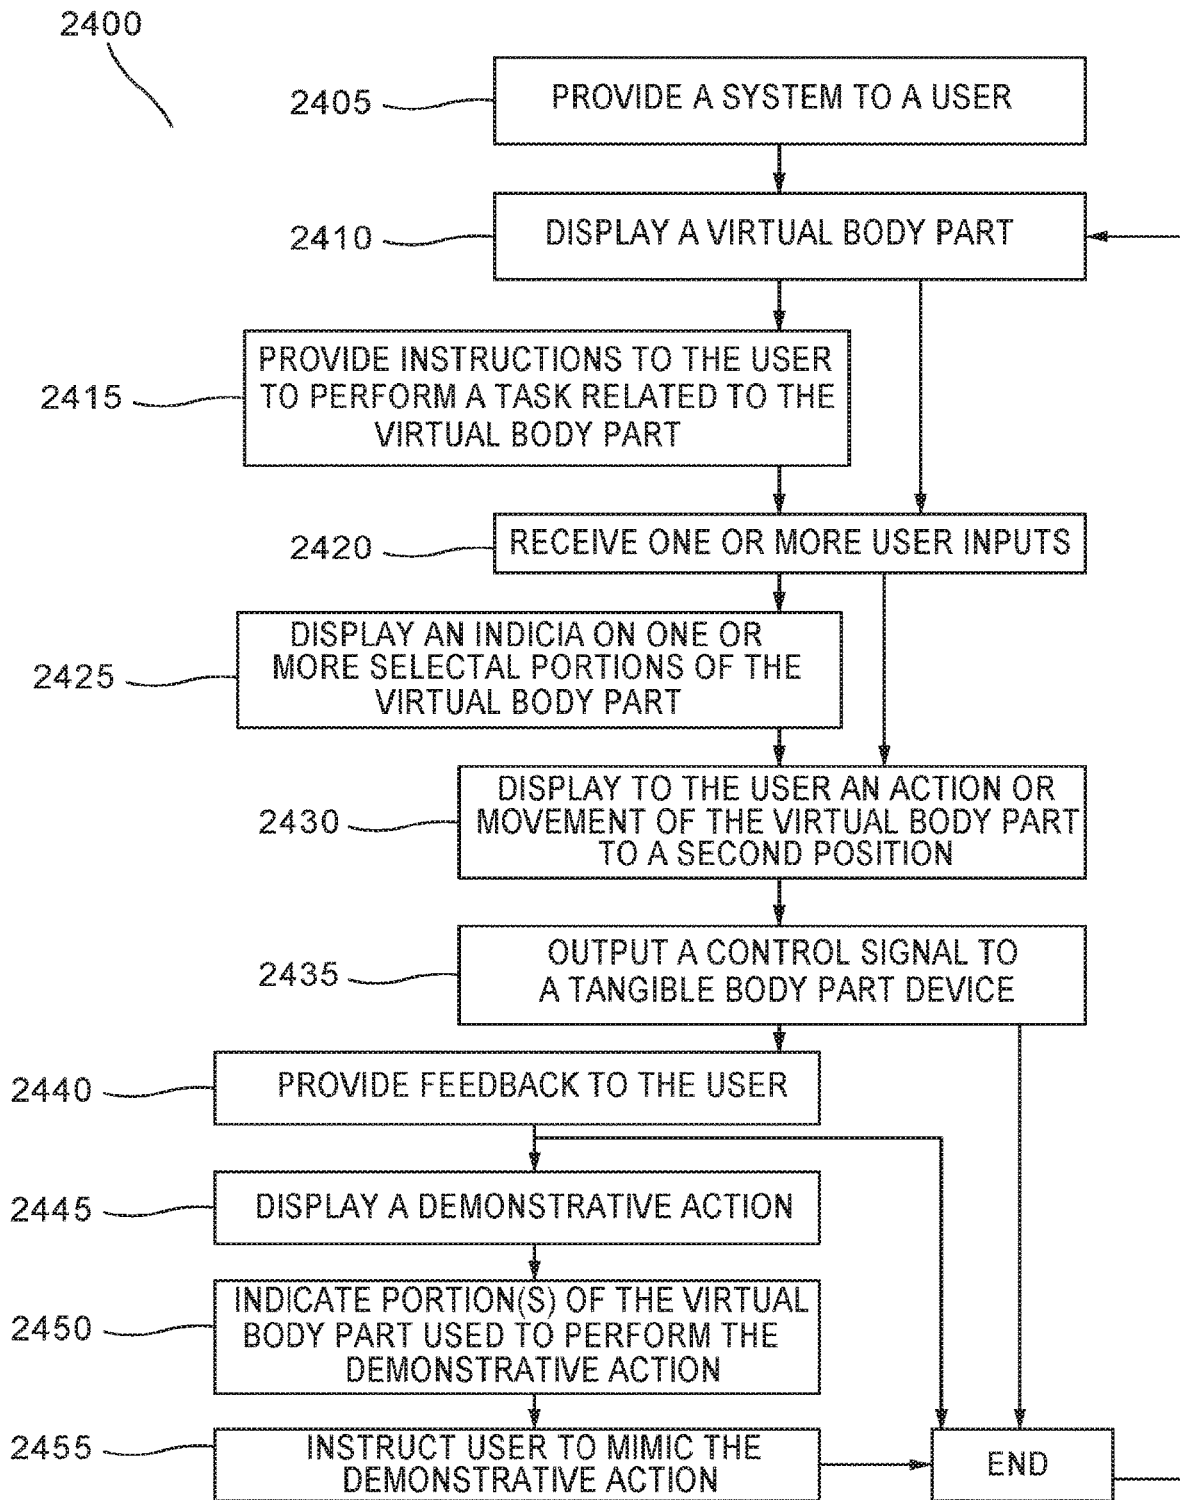 2400
2405
PROVIDE A SYSTEM TO A USER
2410
DISPLAY A VIRTUAL BODY PART
2415
PROVIDE INSTRUCTIONS TO THE USER
TO PERFORM A TASK RELATED TO THE
VIRTUAL BODY PART
2420
RECEIVE ONE OR MORE USER INPUTS
2425
DISPLAY AN INDICIA ON ONE OR
MORE SELECTAL PORTIONS OF THE
VIRTUAL BODY PART
2430
DISPLAY TO THE USER AN ACTION OR
MOVEMENT OF THE VIRTUAL BODY PART
TO A SECOND POSITION
2435
OUTPUT A CONTROL SIGNAL TO
A TANGIBLE BODY PART DEVICE
2440
PROVIDE FEEDBACK TO THE USER
2445
DISPLAY A DEMONSTRATIVE ACTION
2450
INDICATE PORTION(S) OF THE VIRTUAL
BODY PART USED TO PERFORM THE
DEMONSTRATIVE ACTION
2455
INSTRUCT USER TO MIMIC THE
DEMONSTRATIVE ACTION
END